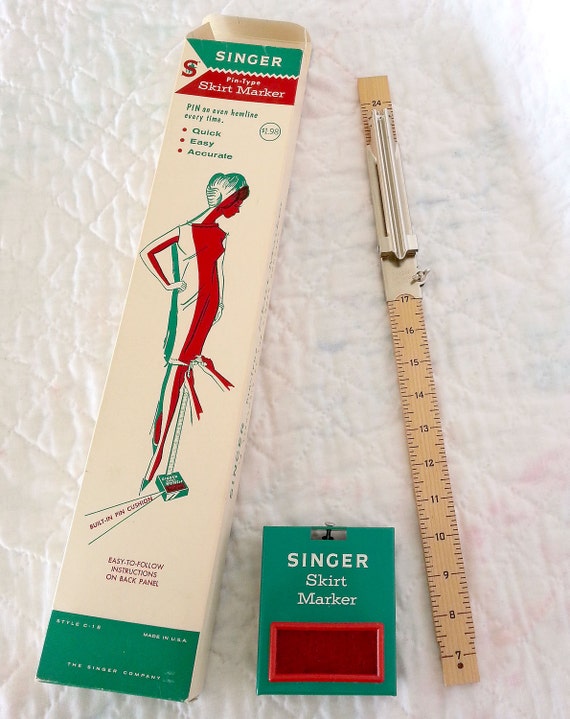 SINGER
S
Pin-Type
Skirt Marker
PIN an even hemline
every time.
$1.98
• Quick
• Easy
• Accurate
SINGER
BUILT-IN PIN CUSHION
EASY-TO-FOLLOW
INSTRUCTIONS
ON BACK PANEL
STYLE C-18
MADE IN U.S.A.
THE SINGER COMPANY
SINGER
SINGER
Skirt
Marker
24
17
16
15
14
13
12
11
10
9
8
7